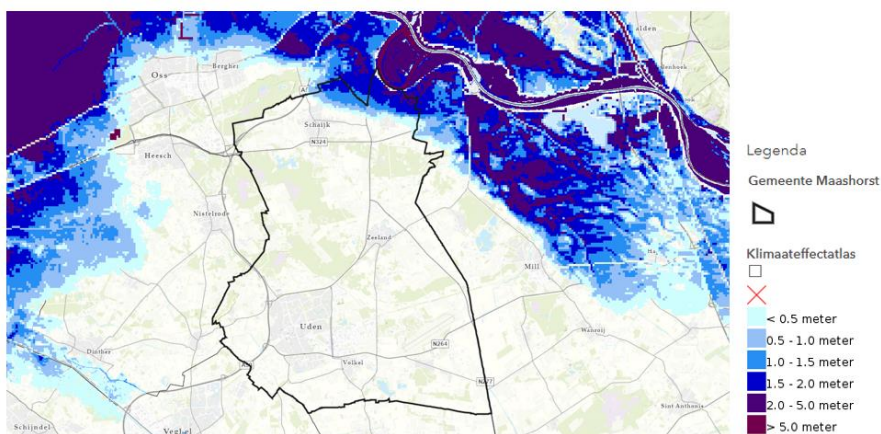 alden
Oss
Berghem
Schaijk
N324
Heesch
Nistelrode
Zeeland
Mill
Uden
Wanroij
Dinther
Volkel
N264
N277
Sint Anthonis
Schijndel
Veghel
Legenda
Gemeente Maashorst
Klimaateffectatlas
< 0.5 meter
0.5 - 1.0 meter
1.0 - 1.5 meter
1.5 - 2.0 meter
2.0 - 5.0 meter
> 5.0 meter